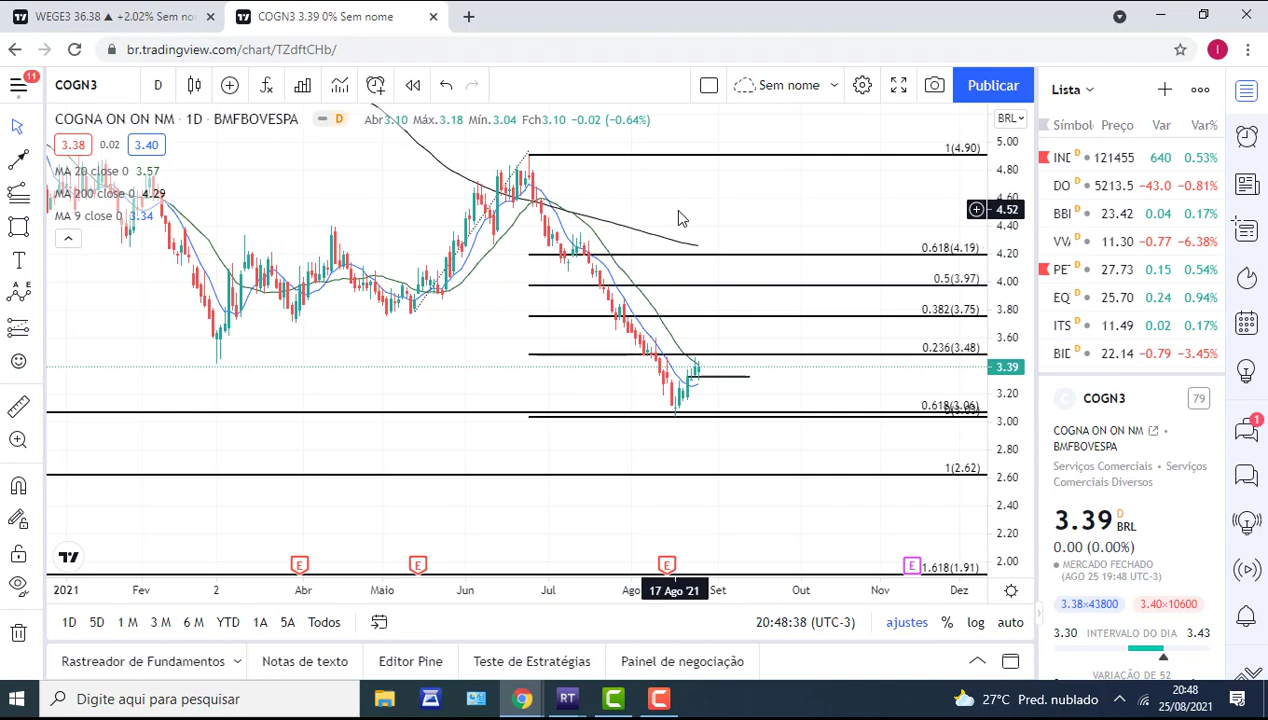 WEGE3 36.38 ▲ +2.02% Sem no
COGN3 3.39 0% Sem nome
br.tradingview.com/chart/TZdftCHb/
11
COGN3
D
Sem nome
Publicar
Lista
COGNA ON ON NM · 1D · BMFBOVESPA
D
Abr3.10 Máx.3.18 Mín.3.04 Fch3.10 -0.02 (-0.64%)
BRL
3.38
0.02
3.40
MA 20 close 0 3.57
MA 200 close 0 4.29
MA 9 close 0 3.34
5.00
4.80
4.60
4.52
4.40
4.20
4.00
3.80
3.60
3.39
3.20
3.00
2.80
2.60
2.40
2.20
2.00
1(4.90)
0.618(4.19)
0.5(3.97)
0.382(3.75)
0.236(3.48)
0.618(3.06)
1(2.62)
1.618(1.91)
E
E
E
E
2021
Fev
2
Abr
Maio
Jun
Jul
Ago
17 Ago '21
Set
Out
Nov
Dez
1D 5D 1 M 3 M 6 M YTD 1A 5A Todos
20:48:38 (UTC-3)
ajustes % log auto
Rastreador de Fundamentos
Notas de texto
Editor Pine
Teste de Estratégias
Painel de negociação
Símbol Preço Var Var%
D 121455 640 0.53%
DO D 5213.5 -43.0 -0.81%
BBI D 23.42 0.04 0.17%
D 11.30 -0.77 -6.38%
D 27.73 0.15 0.54%
EQ D 25.70 0.24 0.94%
ITS D 11.49 0.02 0.17%
D 22.14 -0.79 -3.45%
COGN3
79
COGNA ON ON NM
BMFBOVESPA
Serviços Comerciais • Serviços
Comerciais Diversos
3.39 D
BRL
0.00 (0.00%)
MERCADO FECHADO
(AGO 25 19:48 UTC-3)
3.38×43800
3.40×10600
3.30 INTERVALO DO DIA 3.43
VARIAÇÃO DE 52
1
Digite aqui para pesquisar
RT
27°C Pred. nublado
20:48
25/08/2021